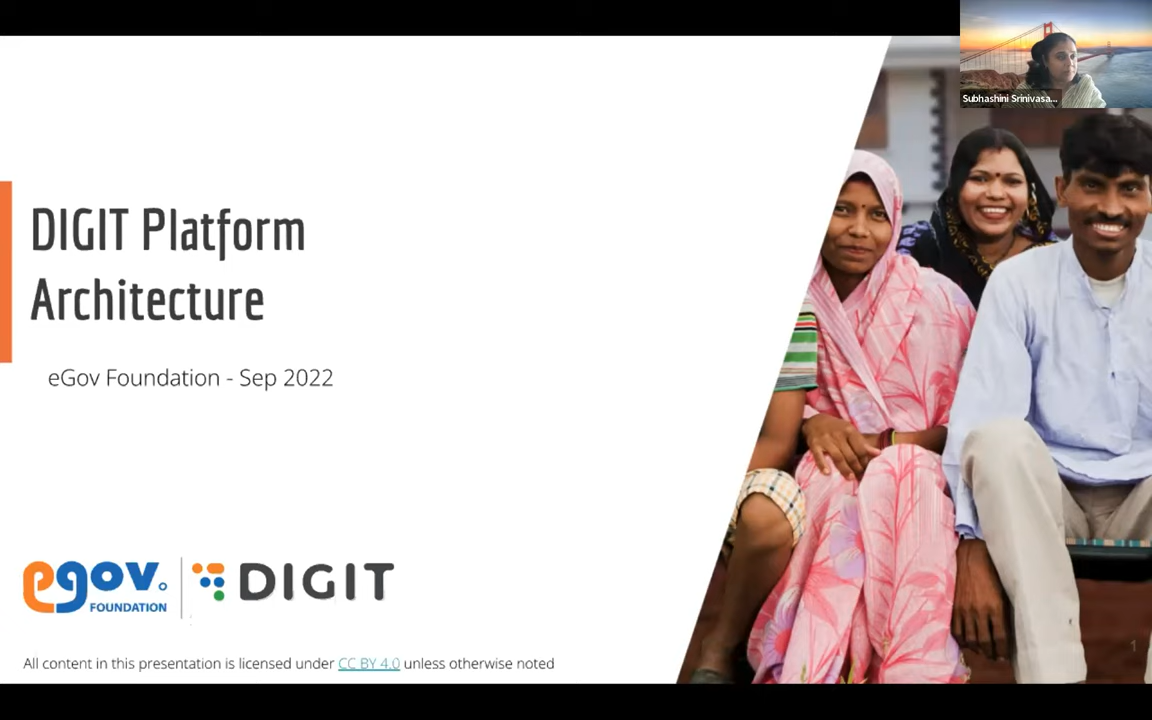 Subhashini Srinivasa...
DIGIT Platform
Architecture
eGov Foundation - Sep 2022
egov.
FOUNDATION
DIGIT
All content in this presentation is licensed under CC BY 4.0 unless otherwise noted
1